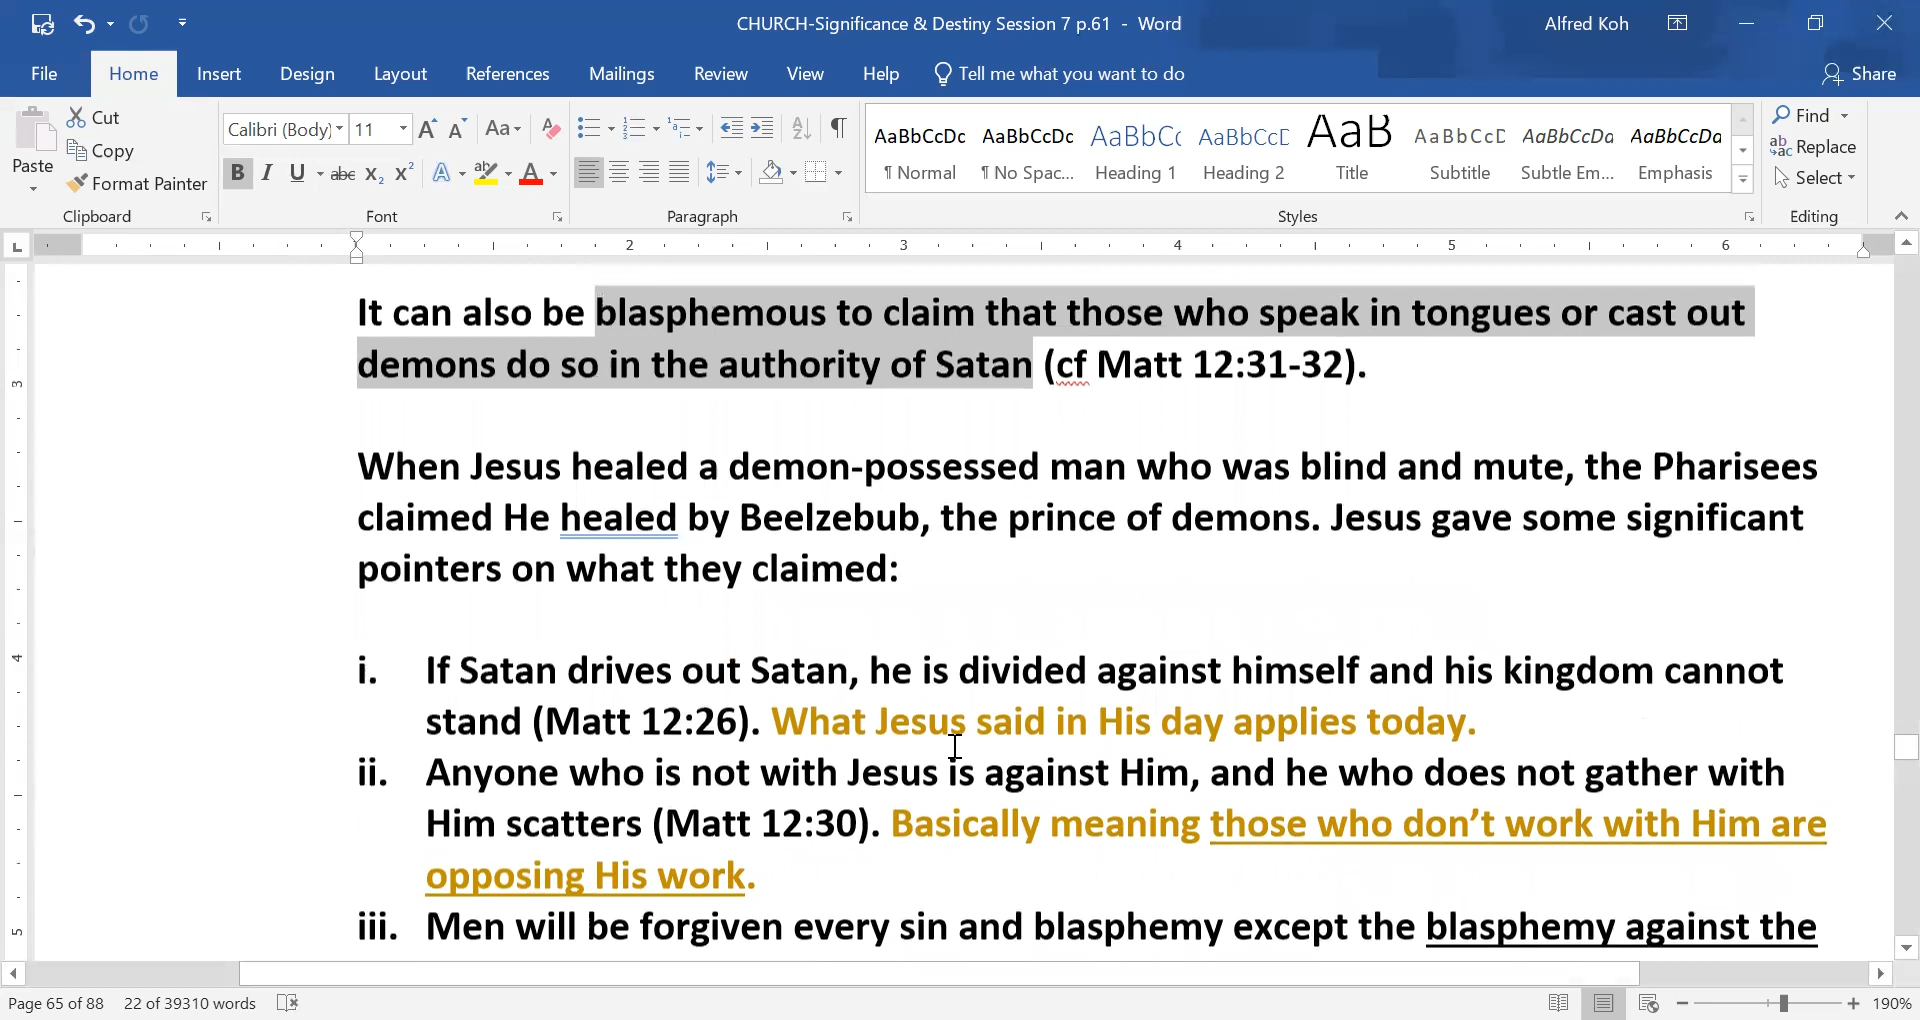 CHURCH-Significance & Destiny Session 7 p.61 - Word
Alfred Koh
File Home Insert Design Layout References Mailings Review View Help Tell me what you want to do Share
Paste
Cut
Copy
Format Painter
Clipboard
Calibri (Body) 11
Font
Paragraph
AaBbCcDc AaBbCcDc AaBbCc AaBbCcE AaB AaBbCcD AaBbCcDa AaBbCcDa
¶ Normal ¶ No Spac... Heading 1 Heading 2 Title Subtitle Subtle Em... Emphasis
Styles
Find
Replace
Select
Editing
2 3 4 5 6
3
4
5
It can also be blasphemous to claim that those who speak in tongues or cast out
demons do so in the authority of Satan (cf Matt 12:31-32).
When Jesus healed a demon-possessed man who was blind and mute, the Pharisees
claimed He healed by Beelzebub, the prince of demons. Jesus gave some significant
pointers on what they claimed:
i. If Satan drives out Satan, he is divided against himself and his kingdom cannot
stand (Matt 12:26). What Jesus said in His day applies today.
ii. Anyone who is not with Jesus is against Him, and he who does not gather with
Him scatters (Matt 12:30). Basically meaning those who don’t work with Him are
opposing His work.
iii. Men will be forgiven every sin and blasphemy except the blasphemy against the
Page 65 of 88 22 of 39310 words
190%